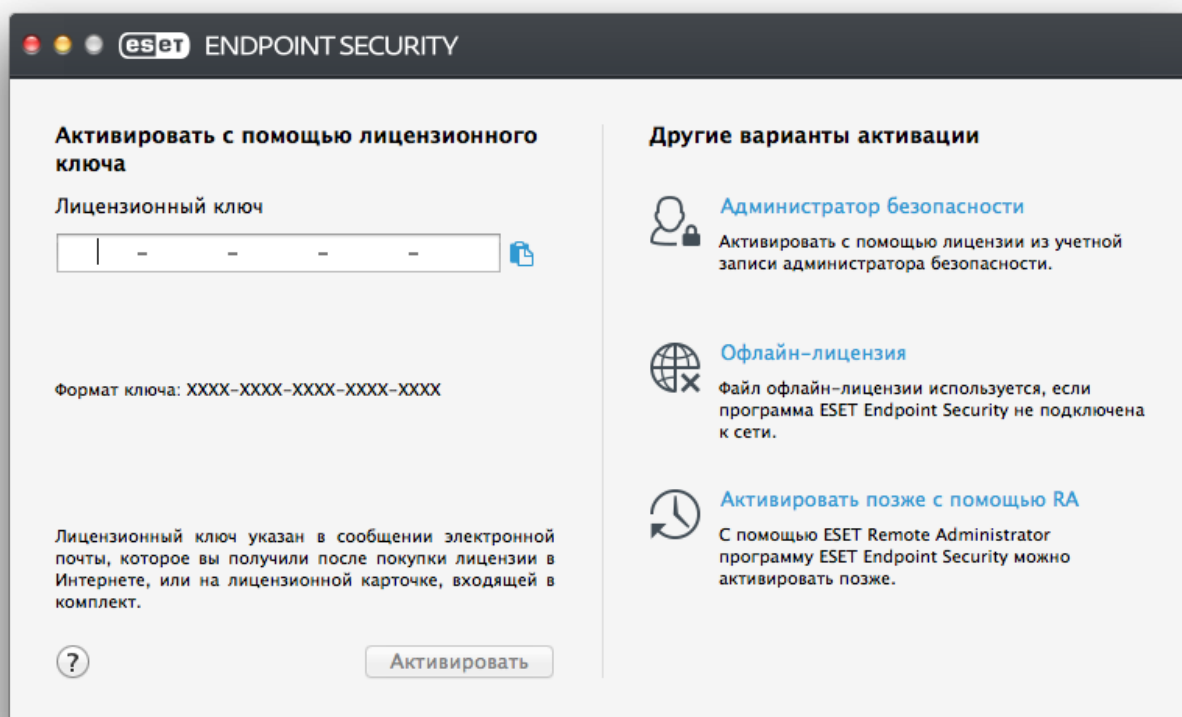 eset ENDPOINT SECURITY
Активировать с помощью лицензионного
ключа
Лицензионный ключ
– – – –
Формат ключа: XXXX-XXXX-XXXX-XXXX-XXXX
Лицензионный ключ указан в сообщении электронной
почты, которое вы получили после покупки лицензии в
Интернете, или на лицензионной карточке, входящей в
комплект.
?
Активировать
Другие варианты активации
Администратор безопасности
Активировать с помощью лицензии из учетной
записи администратора безопасности.
Офлайн-лицензия
Файл офлайн-лицензии используется, если
программа ESET Endpoint Security не подключена
к сети.
Активировать позже с помощью RA
С помощью ESET Remote Administrator
программу ESET Endpoint Security можно
активировать позже.